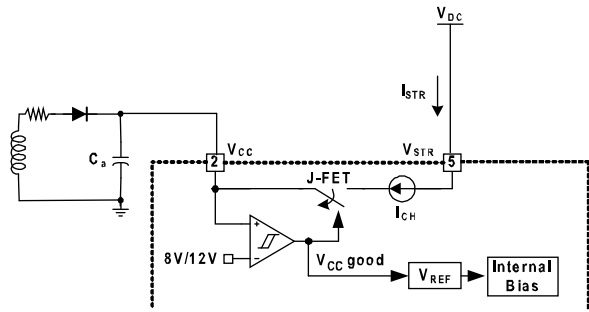 V_DC
I_STR
C_a
V_CC
V_STR
2
5
J-FET
I_CH
+
8V/12V
−
V_CC good
V_REF
Internal
Bias